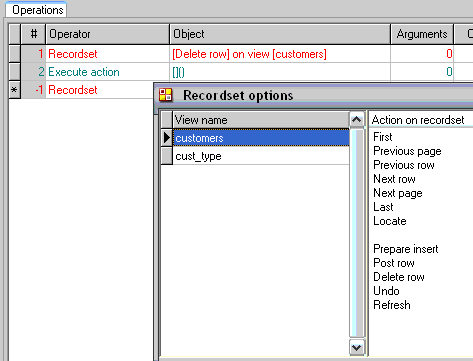 Operations
# Operator Object Arguments
1 Recordset [Delete row] on view [customers] 0
2 Execute action []() 0
* -1 Recordset
Recordset options
View name
customers
cust_type
Action on recordset
First
Previous page
Previous row
Next row
Next page
Last
Locate
Prepare insert
Post row
Delete row
Undo
Refresh